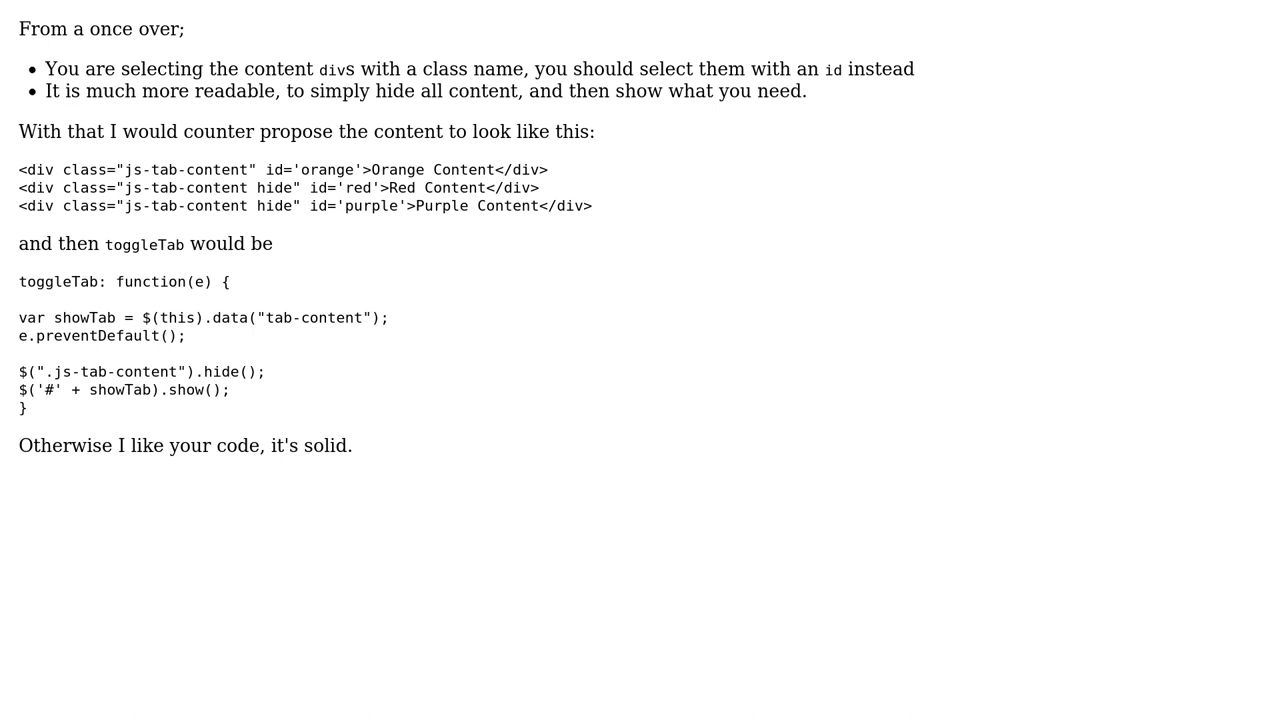 From a once over;
• You are selecting the content divs with a class name, you should select them with an id instead
• It is much more readable, to simply hide all content, and then show what you need.
With that I would counter propose the content to look like this:
<div class="js-tab-content" id='orange'>Orange Content</div>
<div class="js-tab-content hide" id='red'>Red Content</div>
<div class="js-tab-content hide" id='purple'>Purple Content</div>
and then toggleTab would be
toggleTab: function(e) {
var showTab = $(this).data("tab-content");
e.preventDefault();
$(".js-tab-content").hide();
$('#' + showTab).show();
}
Otherwise I like your code, it's solid.